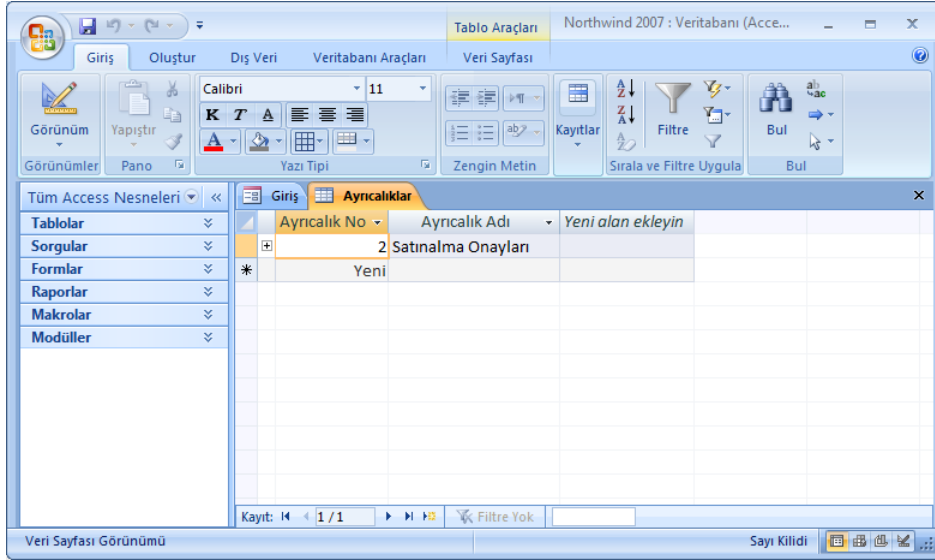 Tablo Araçları Northwind 2007 : Veritabanı (Acce...
Giriş Oluştur Dış Veri Veritabanı Araçları Veri Sayfası
Görünüm Yapıştır Calibri 11 Kayıtlar Filtre Bul
K T A
Görünümler Pano Yazı Tipi Zengin Metin Sırala ve Filtre Uygula Bul
Tüm Access Nesneleri Giriş Ayrıcalıklar
Tablolar Ayrıcalık No Ayrıcalık Adı Yeni alan ekleyin
Sorgular 2 Satınalma Onayları
Formlar Yeni
Raporlar
Makrolar
Modüller
Kayıt: 1 / 1 Filtre Yok
Veri Sayfası Görünümü Sayı Kilidi